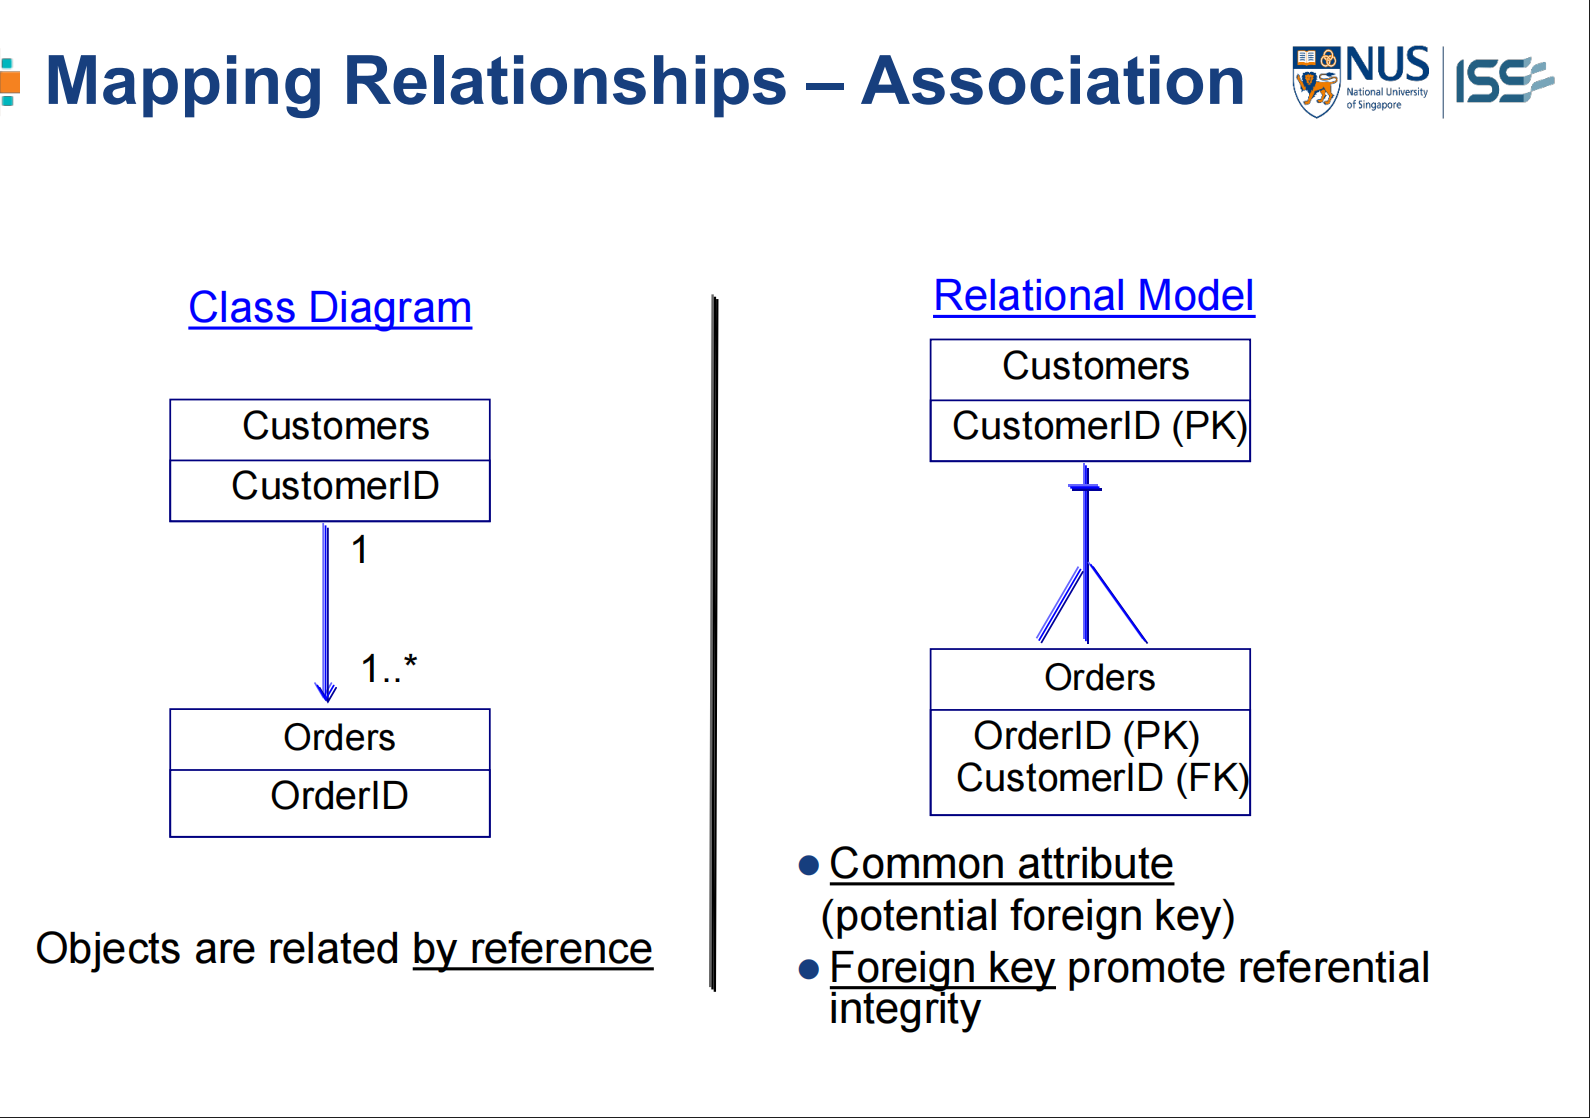 Mapping Relationships – Association
NUS
National University
of Singapore
ISS
Class Diagram
Customers
CustomerID
1
1..*
Orders
OrderID
Objects are related by reference
Relational Model
Customers
CustomerID (PK)
Orders
OrderID (PK)
CustomerID (FK)
Common attribute
(potential foreign key)
Foreign key promote referential
integrity